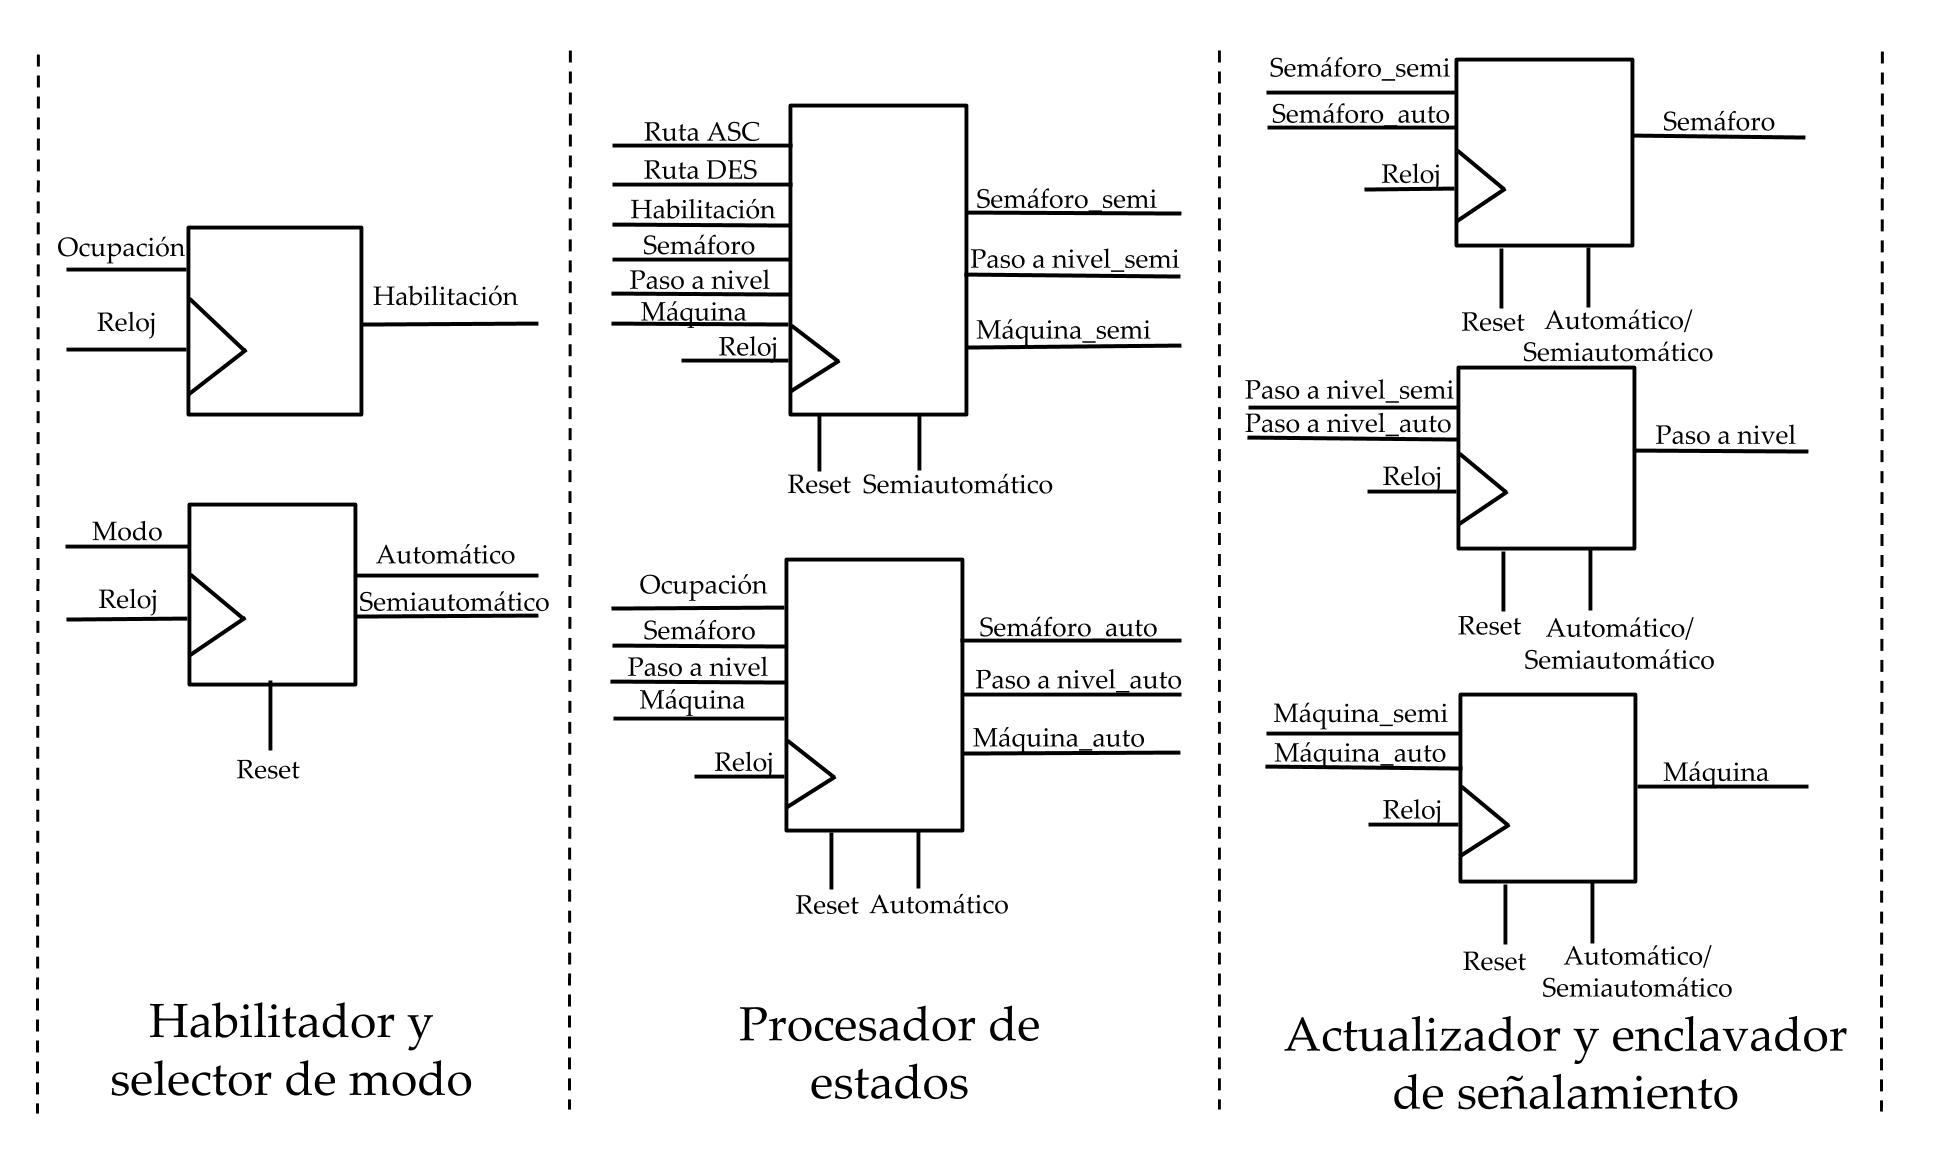 Ocupación
Reloj
Habilitación
Modo
Reloj
Automático
Semiautomático
Reset
Habilitador y
selector de modo
Ruta ASC
Ruta DES
Habilitación
Semáforo
Paso a nivel
Máquina
Reloj
Semáforo_semi
Paso a nivel_semi
Máquina_semi
Reset Semiautomático
Ocupación
Semáforo
Paso a nivel
Máquina
Reloj
Semáforo_auto
Paso a nivel_auto
Máquina_auto
Reset Automático
Procesador de
estados
Semáforo_semi
Semáforo_auto
Reloj
Semáforo
Reset Automático/
Semiautomático
Paso a nivel_semi
Paso a nivel_auto
Reloj
Paso a nivel
Reset Automático/
Semiautomático
Máquina_semi
Máquina_auto
Reloj
Máquina
Reset Automático/
Semiautomático
Actualizador y enclavador
de señalamiento